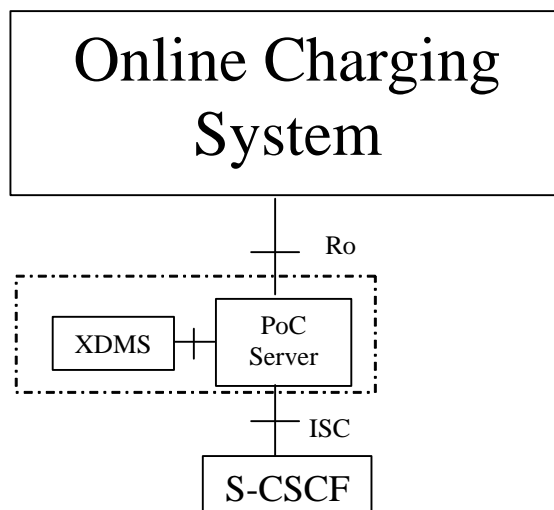 Online Charging
System
Ro
XDMS
PoC
Server
ISC
S-CSCF